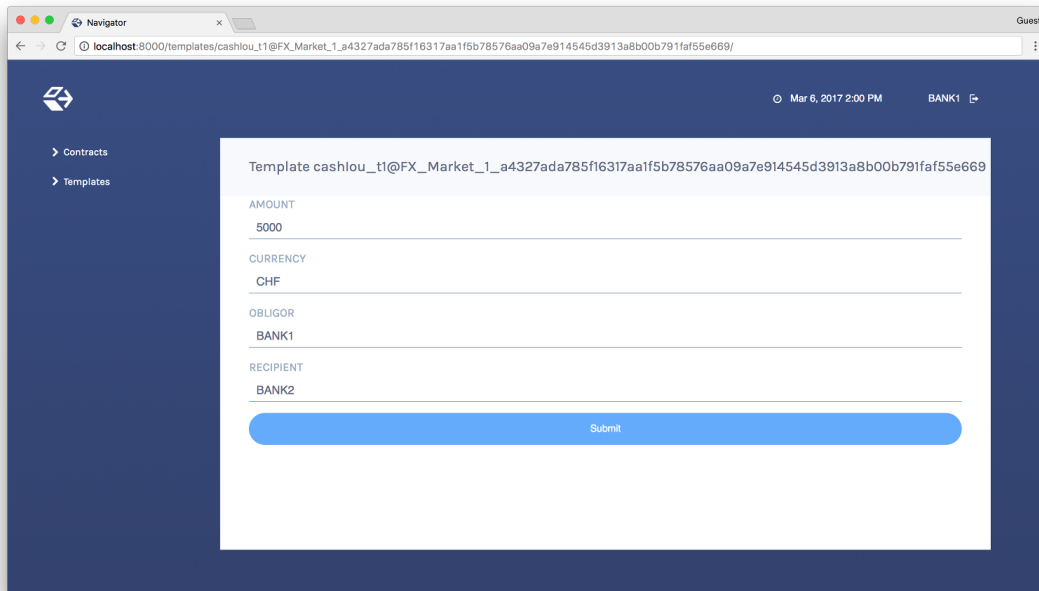 Navigator
Guest
localhost:8000/templates/cashIou_t1@FX_Market_1_a4327ada785f16317aa1f5b78576aa09a7e914545d3913a8b00b791faf55e669/
Mar 6, 2017 2:00 PM BANK1
Contracts
Templates
Template cashIou_t1@FX_Market_1_a4327ada785f16317aa1f5b78576aa09a7e914545d3913a8b00b791faf55e669
AMOUNT
5000
CURRENCY
CHF
OBLIGOR
BANK1
RECIPIENT
BANK2
Submit